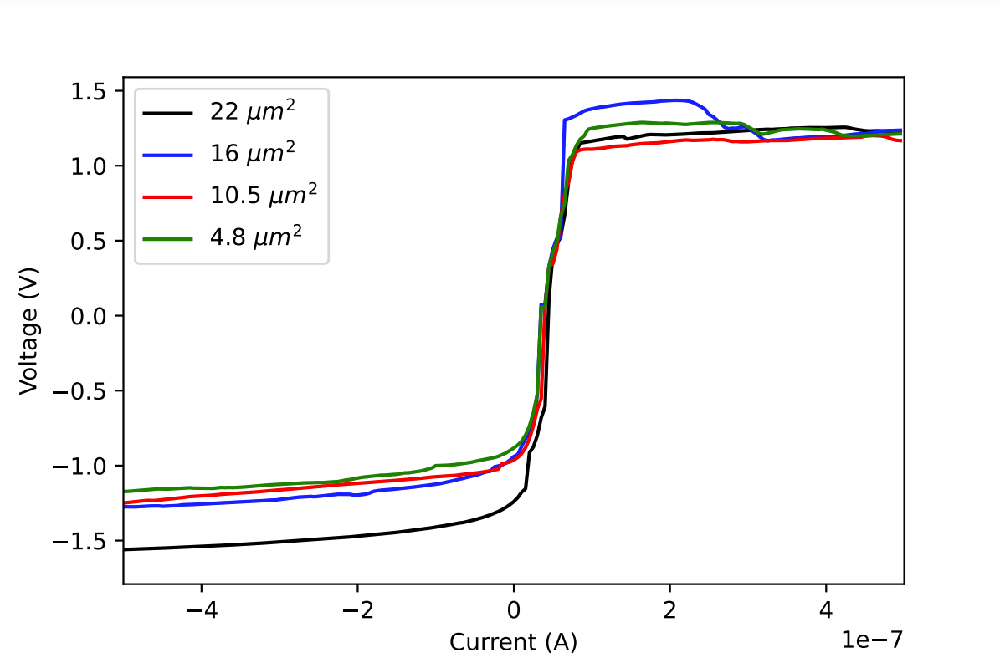 22 μm²
16 μm²
10.5 μm²
4.8 μm²
1.5
1.0
0.5
0.0
−0.5
−1.0
−1.5
Voltage (V)
−4 −2 0 2 4
1e−7
Current (A)